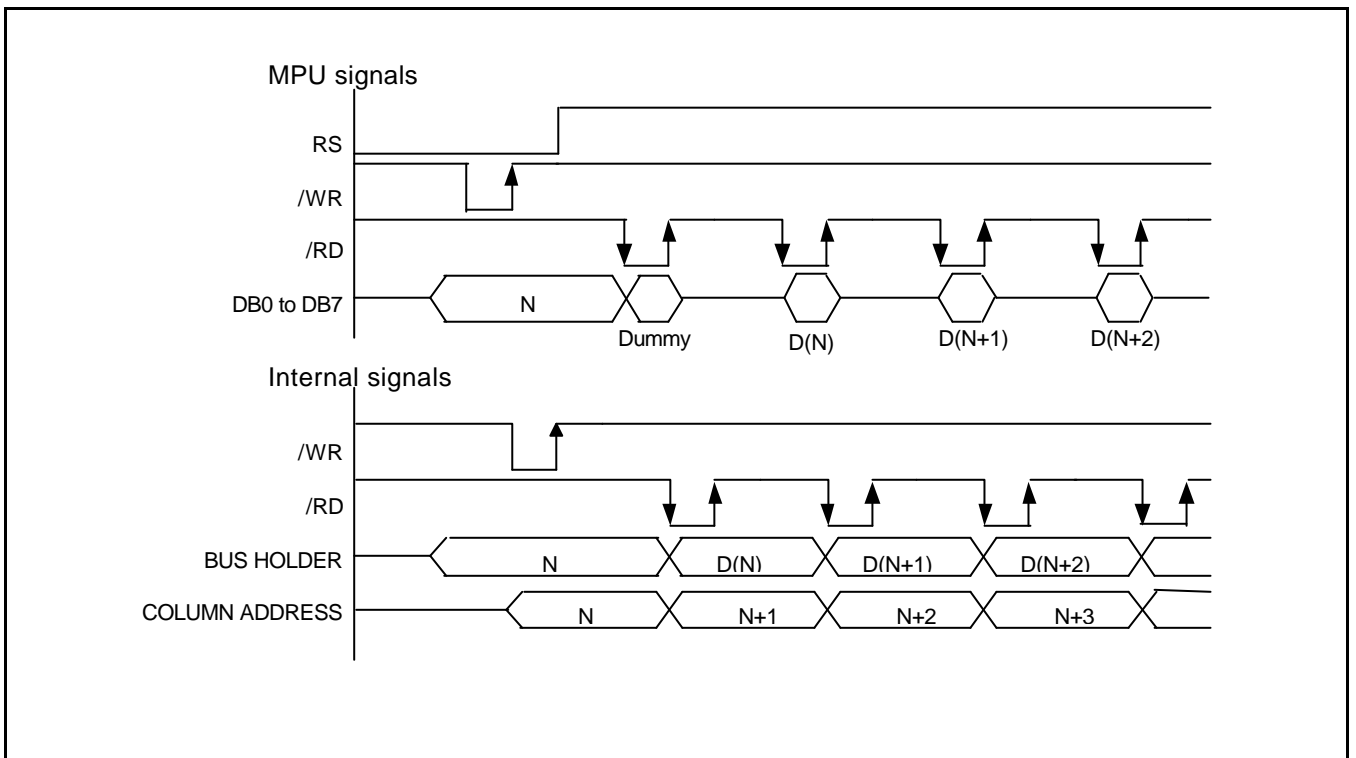 MPU signals
RS
/WR
/RD
DB0 to DB7
N
Dummy
D(N)
D(N+1)
D(N+2)
Internal signals
/WR
/RD
BUS HOLDER
N
D(N)
D(N+1)
D(N+2)
COLUMN ADDRESS
N
N+1
N+2
N+3